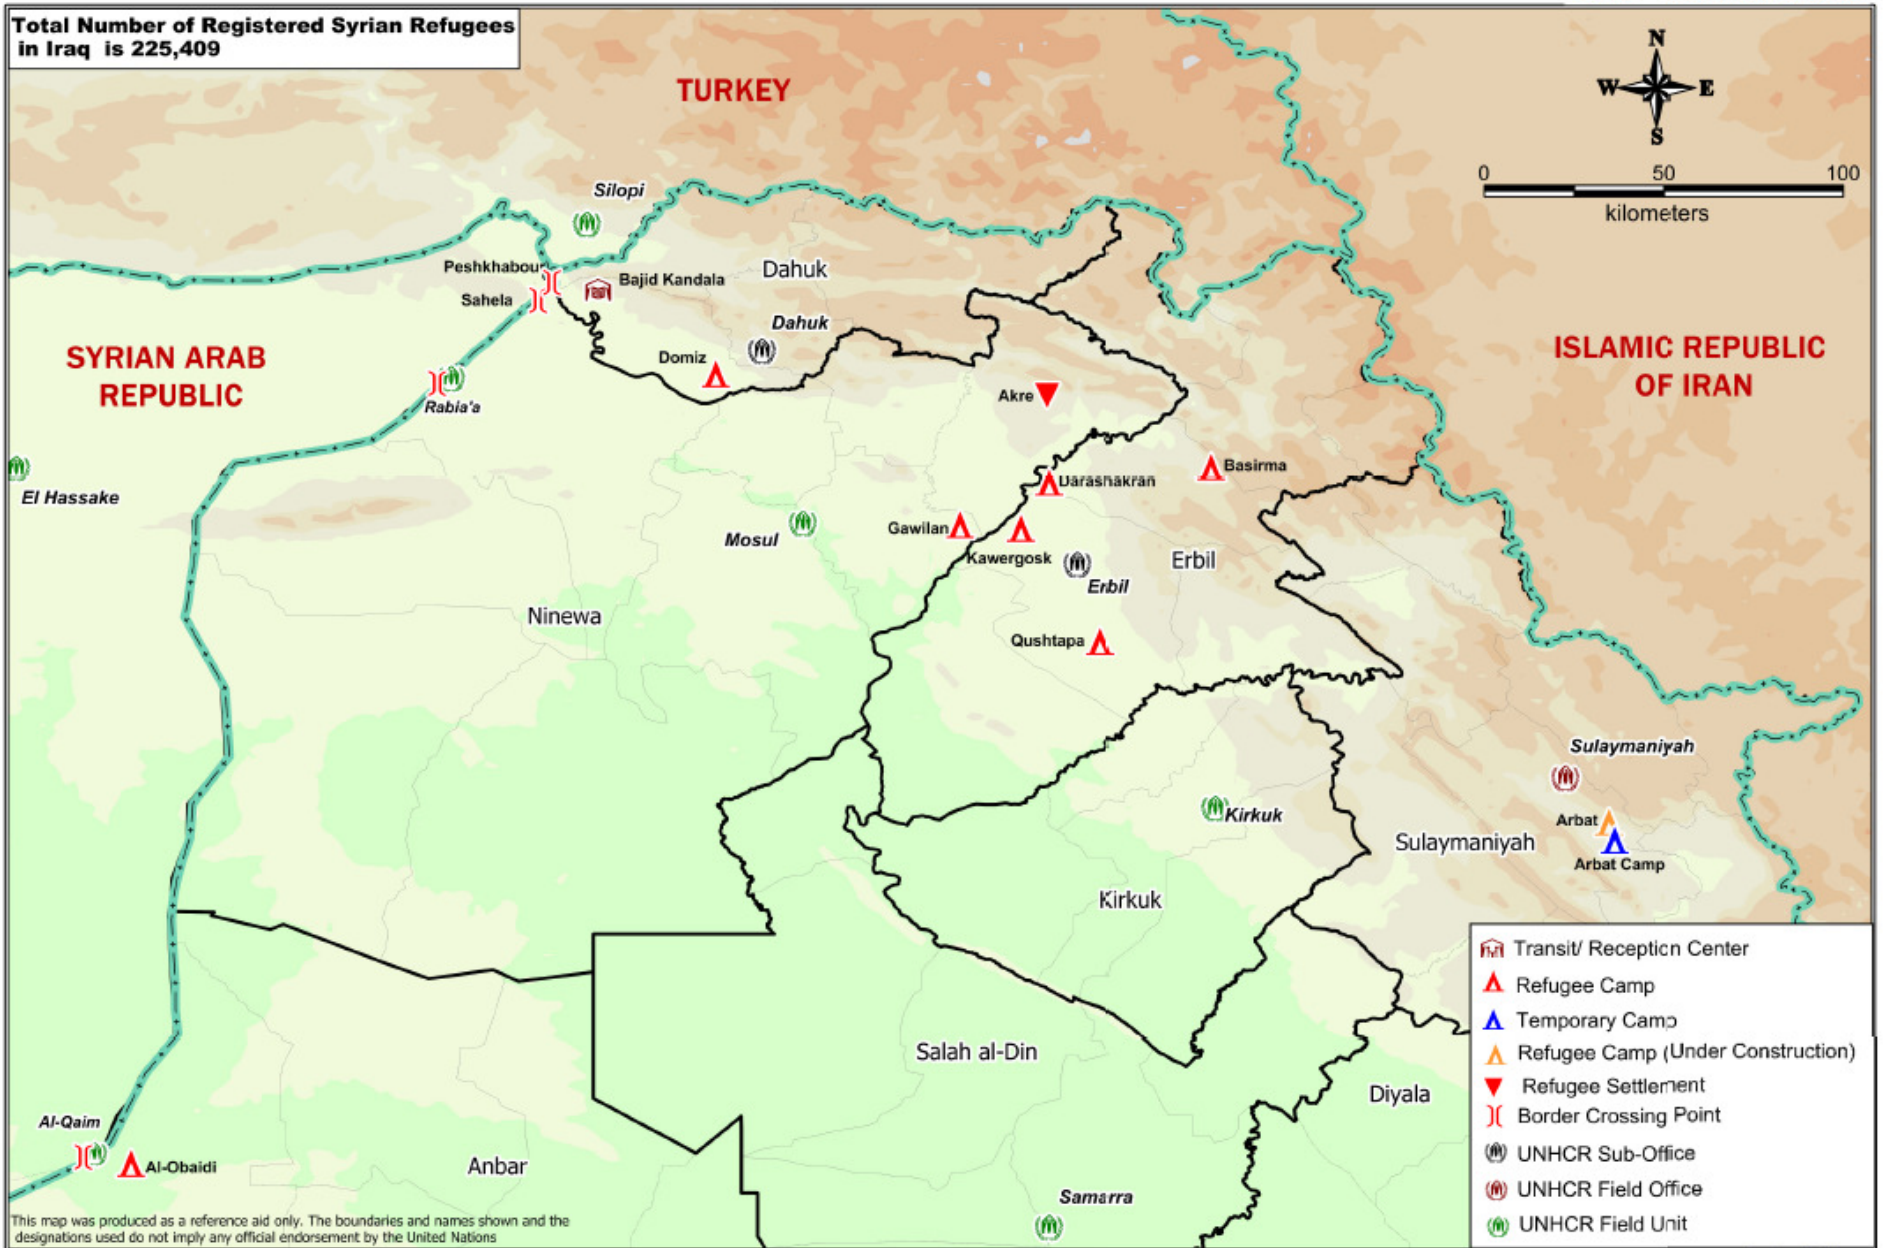 Total Number of Registered Syrian Refugees
in Iraq is 225,409
TURKEY
N
W E
S
0 50 100
kilometers
Silopi
Peshkhabour
Bajid Kandala
Dahuk
Sahela
Dahuk
SYRIAN ARAB
REPUBLIC
ISLAMIC REPUBLIC
OF IRAN
Domiz
Akre
Rabia'a
Basirma
Darashakran
El Hassake
Gawilan
Mosul
Kawergosk
Erbil
Erbil
Ninewa
Qushtapa
Sulaymaniyah
Kirkuk
Arbat
Sulaymaniyah
Arbat Camp
Kirkuk
Transit/ Reception Center
Refugee Camp
Temporary Camp
Refugee Camp (Under Construction)
Refugee Settlement
Border Crossing Point
UNHCR Sub-Office
UNHCR Field Office
UNHCR Field Unit
Salah al-Din
Diyala
Al-Qaim
Al-Obaidi
Anbar
Samarra
This map was produced as a reference aid only. The boundaries and names shown and the
designations used do not imply any official endorsement by the United Nations